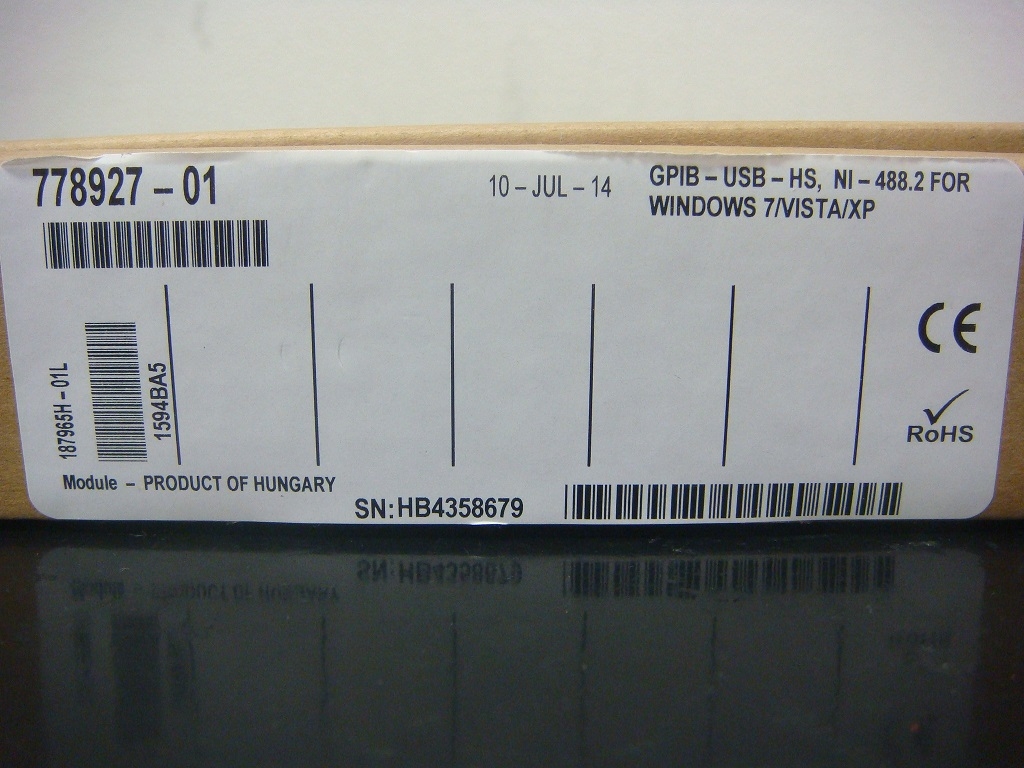 778927 – 01
10 – JUL – 14
GPIB – USB – HS, NI – 488.2 FOR
WINDOWS 7/VISTA/XP
187965H – 01L
1594BA5
CE
RoHS
Module – PRODUCT OF HUNGARY
SN:HB4358679